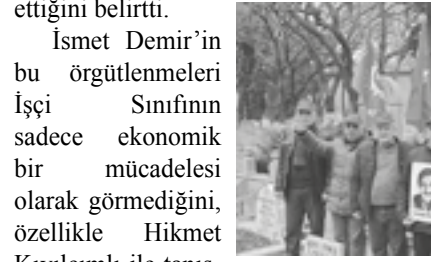 ettiğini belirtti.
İsmet Demir’in
bu örgütlenmeleri
İşçi Sınıfının
sadece ekonomik
bir mücadelesi
olarak görmediğini,
özellikle Hikmet